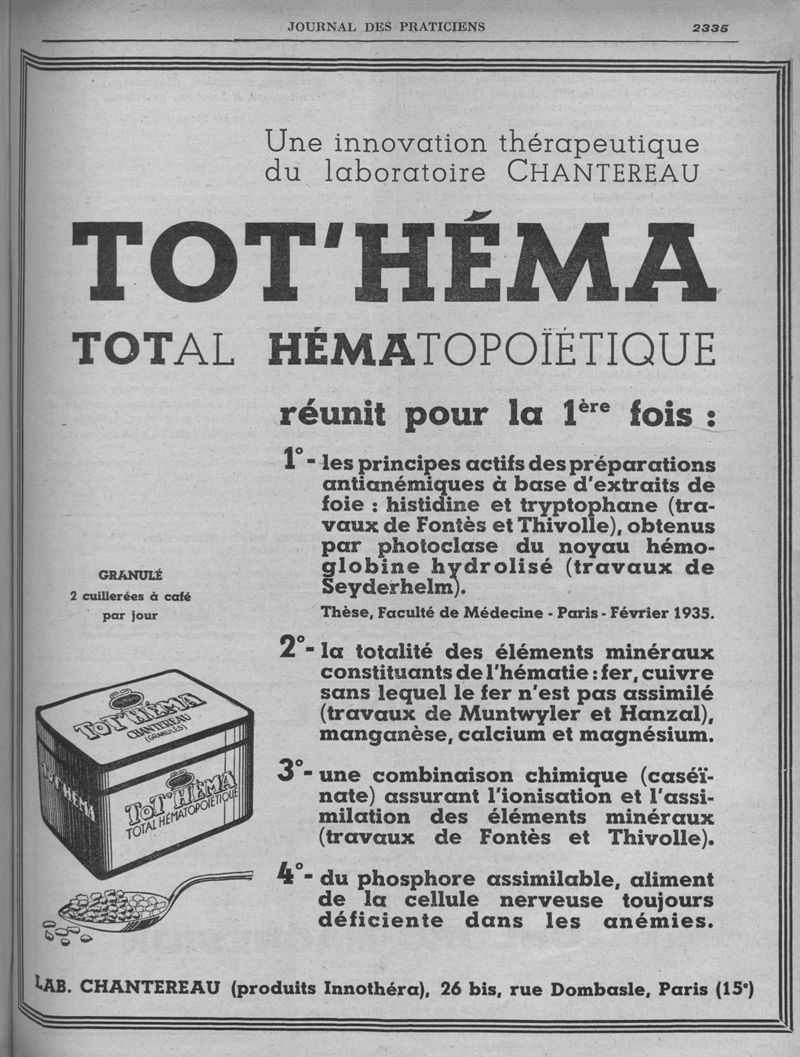 JOURNAL DES PRATICIENS 2335
Une innovation thérapeutique
du laboratoire CHANTEREAU
TOT'HÉMA
TOTAL HÉMATOPOÏÉTIQUE
réunit pour la 1ère fois :
1°- les principes actifs des préparations
antianémiques à base d'extraits de
foie : histidine et tryptophane (tra-
vaux de Fontès et Thivolle), obtenus
par photoclase du noyau hémo-
globine hydrolisé (travaux de
Seyderhelm).
Thèse, Faculté de Médecine - Paris - Février 1935.
GRANULÉ
2 cuillerées à café
par jour
2°- la totalité des éléments minéraux
constituants de l'hématie : fer, cuivre
sans lequel le fer n'est pas assimilé
(travaux de Muntwyler et Hanzal),
manganèse, calcium et magnésium.
3°- une combinaison chimique (caséï-
nate) assurant l'ionisation et l'assi-
milation des éléments minéraux
(travaux de Fontès et Thivolle).
4°- du phosphore assimilable, aliment
de la cellule nerveuse toujours
déficiente dans les anémies.
TOT'HÉMA
CHANTEREAU
(GRANULÉS)
TOT'HÉMA
TOT'HÉMA
TOTAL HÉMATOPOÏÉTIQUE
LAB. CHANTEREAU (produits Innothéra), 26 bis, rue Dombasle, Paris (15e)